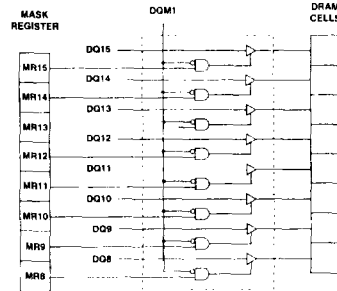 MASK REGISTER
DQM1
DRAM CELLS
DQ15
MR15
DQ14
MR14
DQ13
MR13
DQ12
MR12
DQ11
MR11
DQ10
MR10
DQ9
MR9
DQ8
MR8